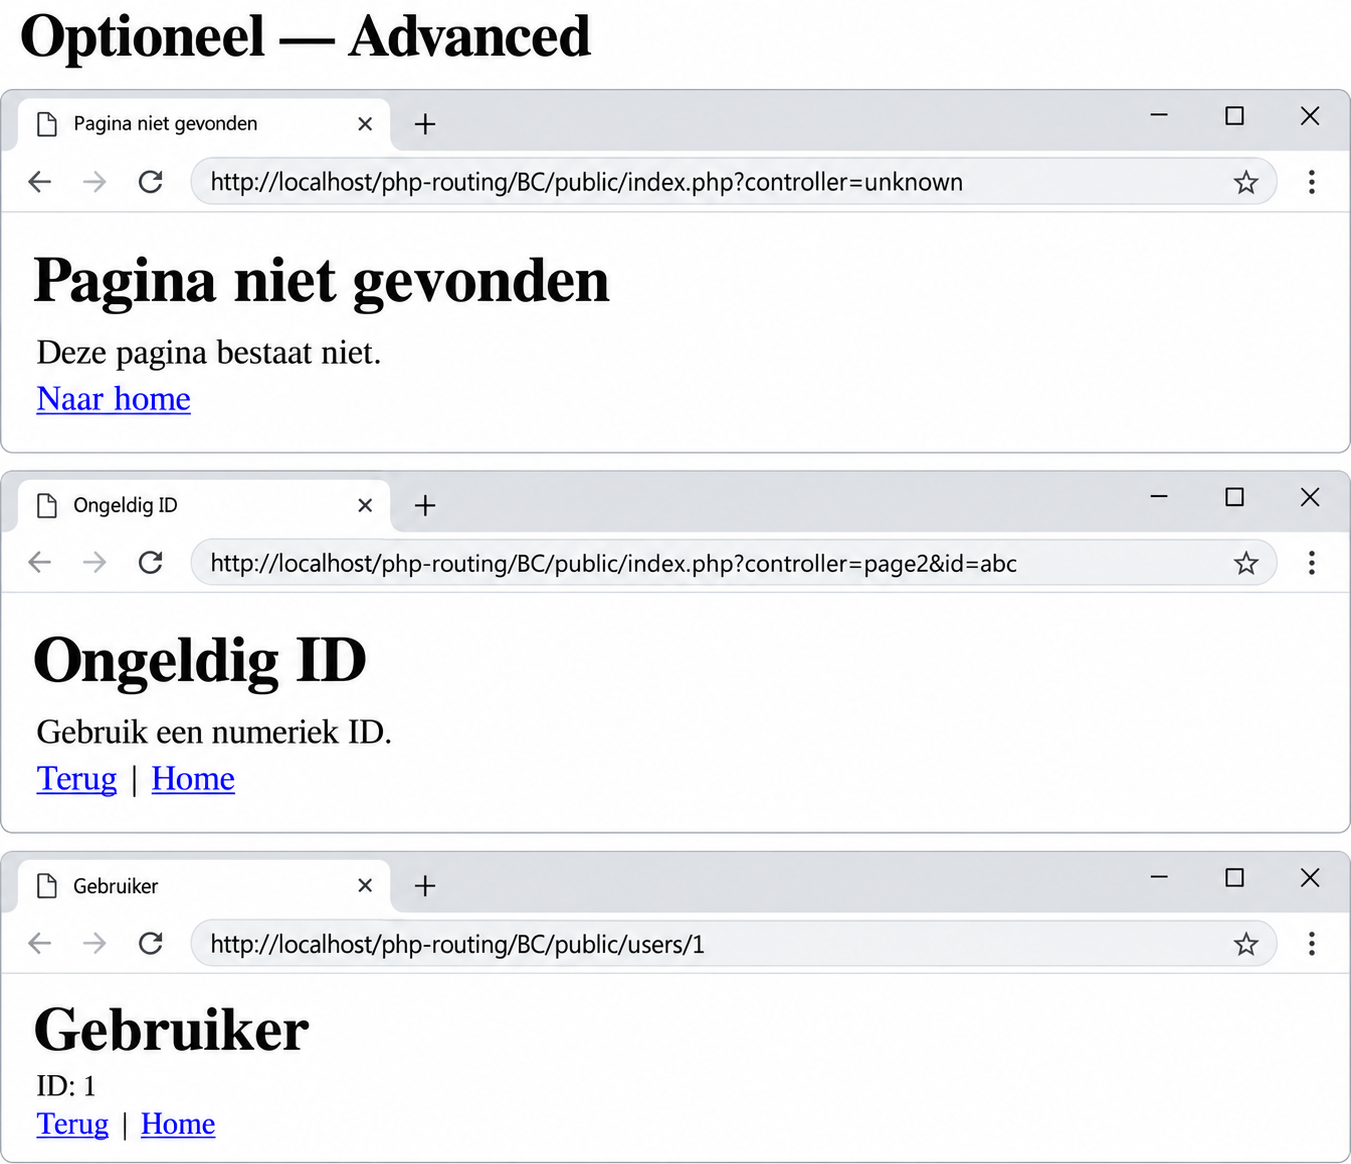 Optioneel — Advanced
Pagina niet gevonden
http://localhost/php-routing/BC/public/index.php?controller=unknown
Pagina niet gevonden
Deze pagina bestaat niet.
Naar home
Ongeldig ID
http://localhost/php-routing/BC/public/index.php?controller=page2&id=abc
Ongeldig ID
Gebruik een numeriek ID.
Terug | Home
Gebruiker
http://localhost/php-routing/BC/public/users/1
Gebruiker
ID: 1
Terug | Home